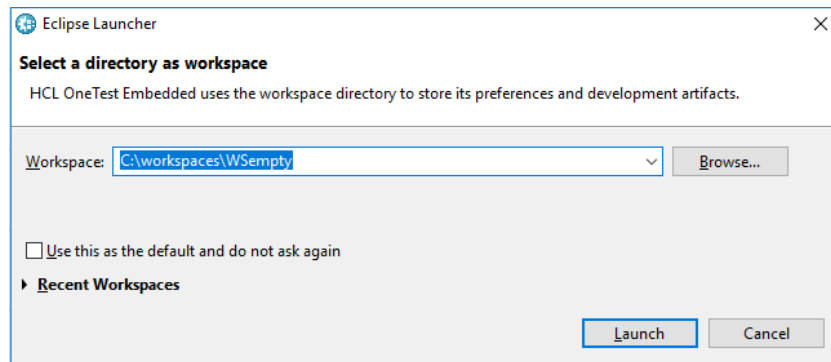 Eclipse Launcher
Select a directory as workspace
HCL OneTest Embedded uses the workspace directory to store its preferences and development artifacts.
Workspace: C:\workspaces\WSempty Browse...
Use this as the default and do not ask again
Recent Workspaces
Launch Cancel